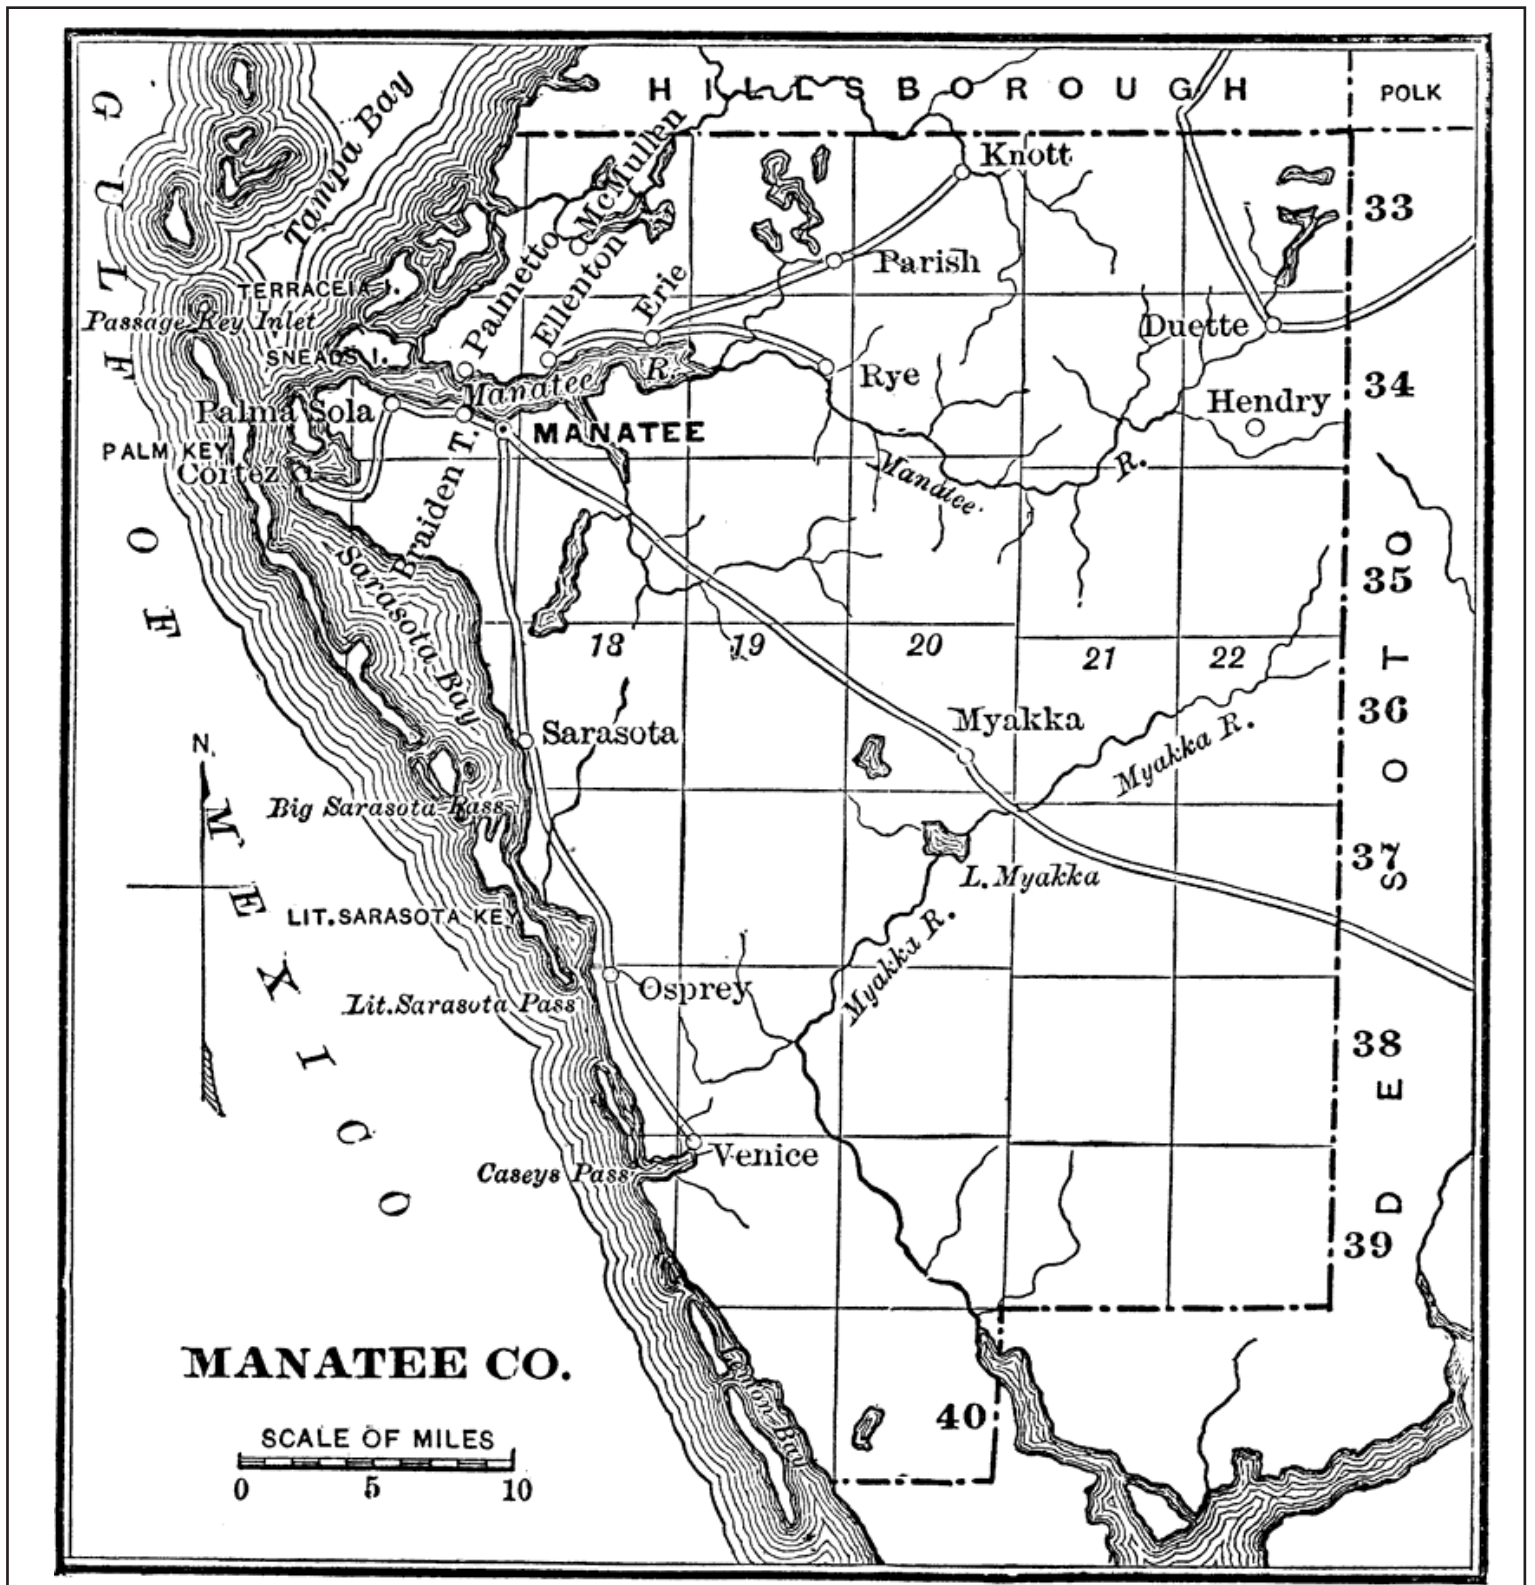 HILLSBOROUGH
POLK
GULF OF MEXICO
Tampa Bay
McMullen
Knott
33
Palmetto
Ellenton
Erie
Parish
TERRACEIA I.
Passage Key Inlet
SNEADS I.
Duette
Manatee R.
Rye
34
Palma Sola
Hendry
MANATEE
PALM KEY
Cortez
Braiden T.
Manatee R.
Sarasota Bay
35
DE SOTO
18
19
20
21
22
36
Sarasota
Myakka
Myakka R.
N.
Big Sarasota Pass
37
L. Myakka
LIT. SARASOTA KEY
Myakka R.
Osprey
Lit. Sarasota Pass
38
Venice
Caseys Pass
39
MANATEE CO.
40
SCALE OF MILES
0 5 10